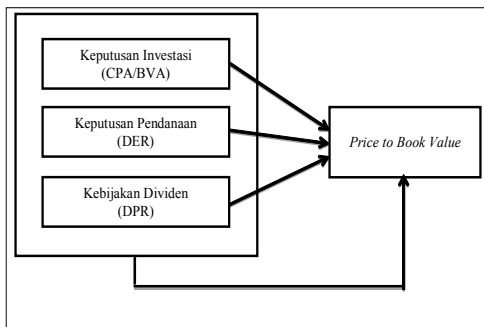 Keputusan Investasi
(CPA/BVA)
Keputusan Pendanaan
(DER)
Kebijakan Dividen
(DPR)
Price to Book Value